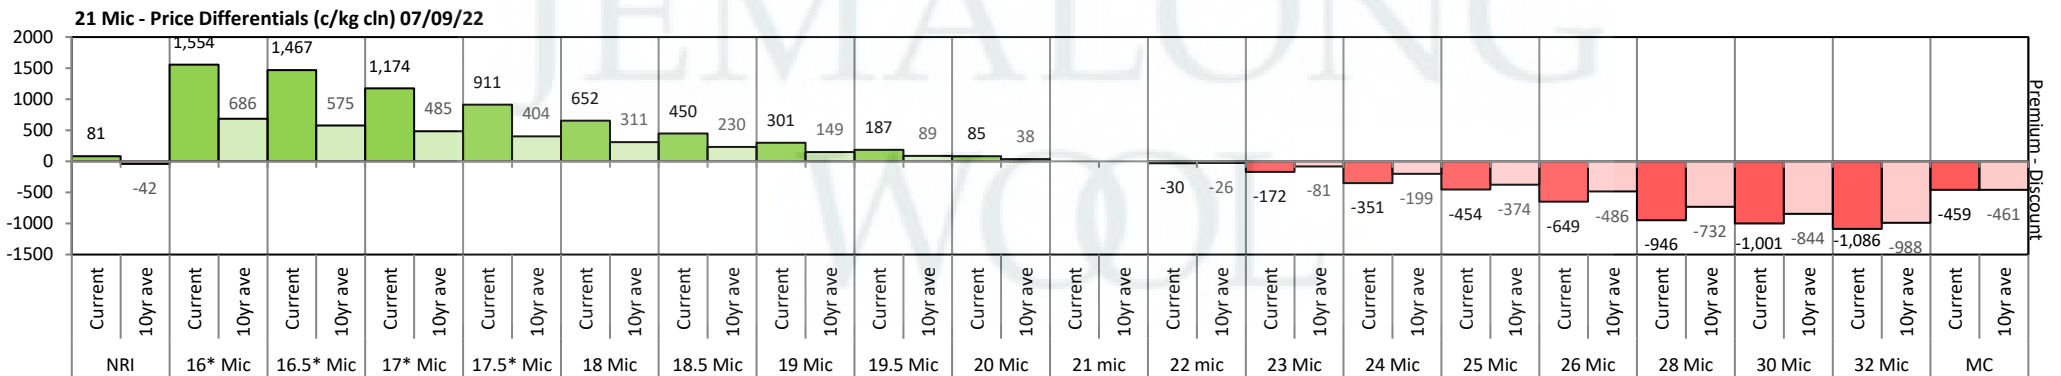 21 Mic - Price Differentials (c/kg cln) 07/09/22
JEMALONG
WOOL
2000
1500
1000
500
0
-500
-1000
-1500
81 1,554 1,467 1,174 911 652 450 301 187 85
686 575 485 404 311 230 149 89 38
-42
-30 -26 -172 -81 -351 -199 -454 -374 -649 -486 -946 -732 -1,001 -844 -1,086 -988 -459 -461
Premium - Discount
Current 10yr ave Current 10yr ave Current 10yr ave Current 10yr ave Current 10yr ave Current 10yr ave Current 10yr ave Current 10yr ave Current 10yr ave Current 10yr ave Current 10yr ave Current 10yr ave Current 10yr ave Current 10yr ave Current 10yr ave Current 10yr ave Current 10yr ave Current 10yr ave Current 10yr ave Current 10yr ave
NRI 16* Mic 16.5* Mic 17* Mic 17.5* Mic 18 Mic 18.5 Mic 19 Mic 19.5 Mic 20 Mic 21 mic 22 mic 23 Mic 24 Mic 25 Mic 26 Mic 28 Mic 30 Mic 32 Mic MC